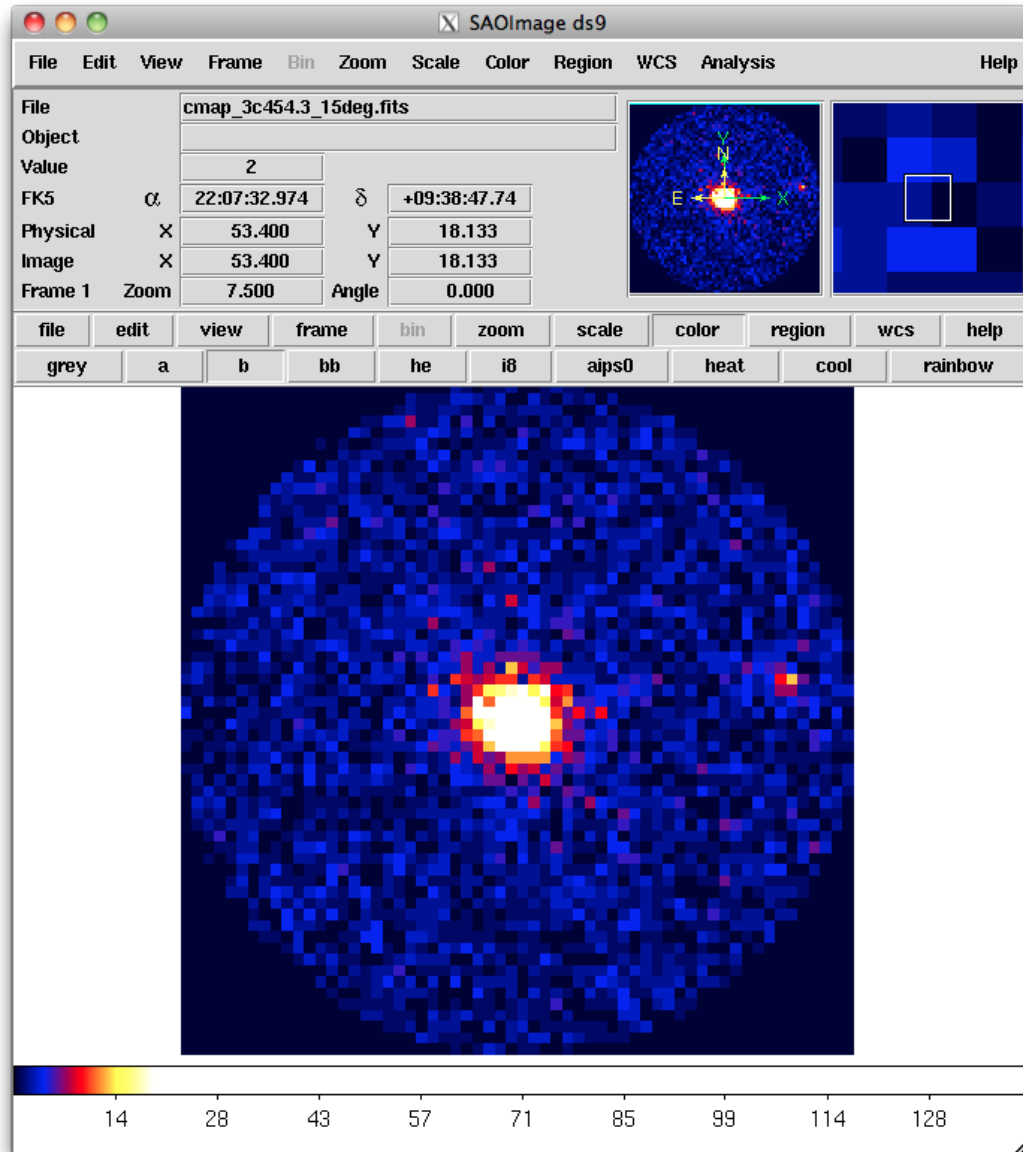 X SAOImage ds9
File Edit View Frame Bin Zoom Scale Color Region WCS Analysis Help
File cmap_3c454.3_15deg.fits
Object
Value 2
FK5 α 22:07:32.974 δ +09:38:47.74
Physical X 53.400 Y 18.133
Image X 53.400 Y 18.133
Frame 1 Zoom 7.500 Angle 0.000
Y
N
E X
file edit view frame bin zoom scale color region wcs help
grey a b bb he i8 aips0 heat cool rainbow
14 28 43 57 71 85 99 114 128